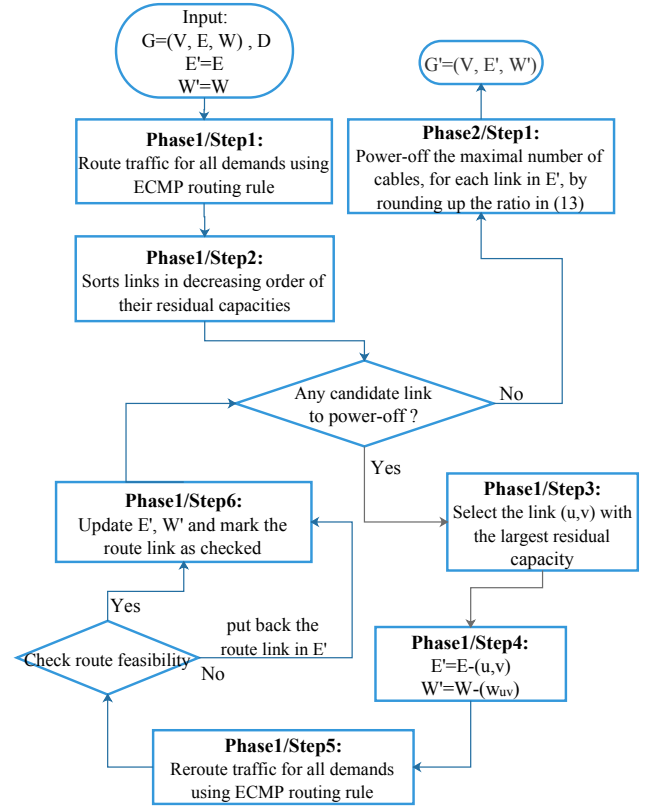 Input:
G=(V, E, W) , D
E'=E
W'=W
Phase1/Step1:
Route traffic for all demands using
ECMP routing rule
Phase1/Step2:
Sorts links in decreasing order of
their residual capacities
G'=(V, E', W')
Phase2/Step1:
Power-off the maximal number of
cables, for each link in E', by
rounding up the ratio in (13)
Any candidate link
to power-off ?
No
Yes
Phase1/Step3:
Select the link (u,v) with
the largest residual
capacity
Phase1/Step4:
E'=E-(u,v)
W'=W-(wuv)
Phase1/Step5:
Reroute traffic for all demands
using ECMP routing rule
Check route feasibility
Yes
No
put back the
route link in E'
Phase1/Step6:
Update E', W' and mark the
route link as checked